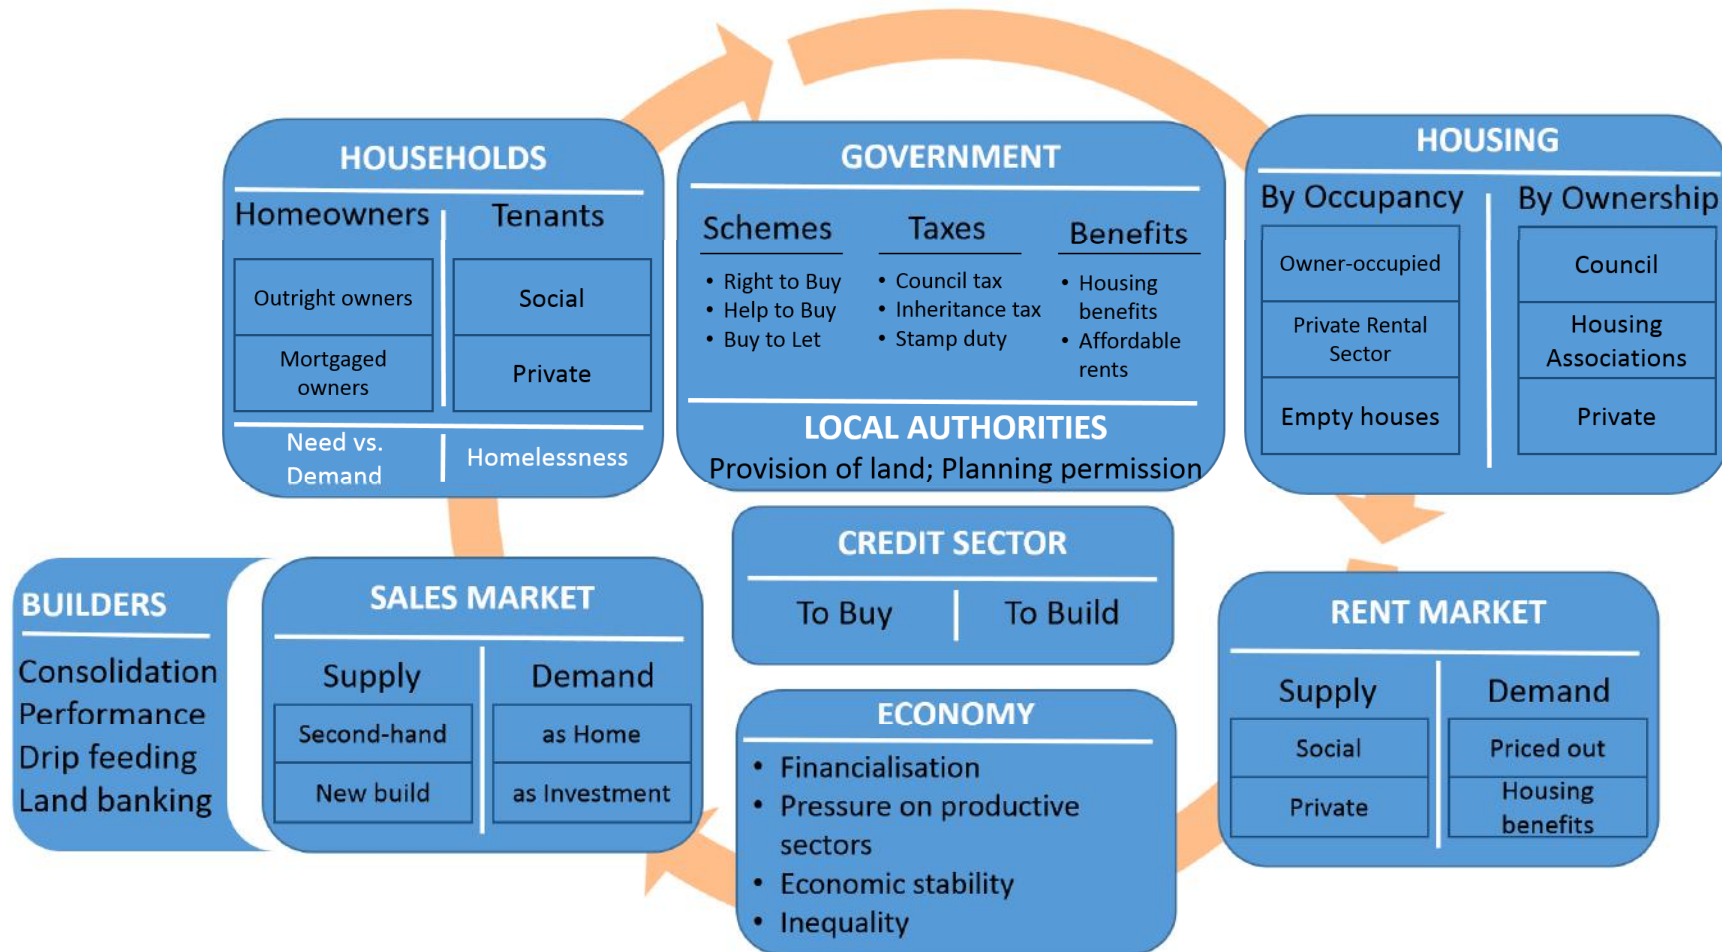 HOUSEHOLDS
Homeowners
Tenants
Outright owners
Mortgaged
owners
Social
Private
Need vs.
Demand
Homelessness
GOVERNMENT
Schemes
• Right to Buy
• Help to Buy
• Buy to Let
Taxes
• Council tax
• Inheritance tax
• Stamp duty
Benefits
• Housing
benefits
• Affordable
rents
LOCAL AUTHORITIES
Provision of land; Planning permission
HOUSING
By Occupancy
Owner-occupied
Private Rental
Sector
Empty houses
By Ownership
Council
Housing
Associations
Private
BUILDERS
Consolidation
Performance
Drip feeding
Land banking
SALES MARKET
Supply
Second-hand
New build
Demand
as Home
as Investment
CREDIT SECTOR
To Buy
To Build
ECONOMY
• Financialisation
• Pressure on productive
sectors
• Economic stability
• Inequality
RENT MARKET
Supply
Social
Private
Demand
Priced out
Housing
benefits